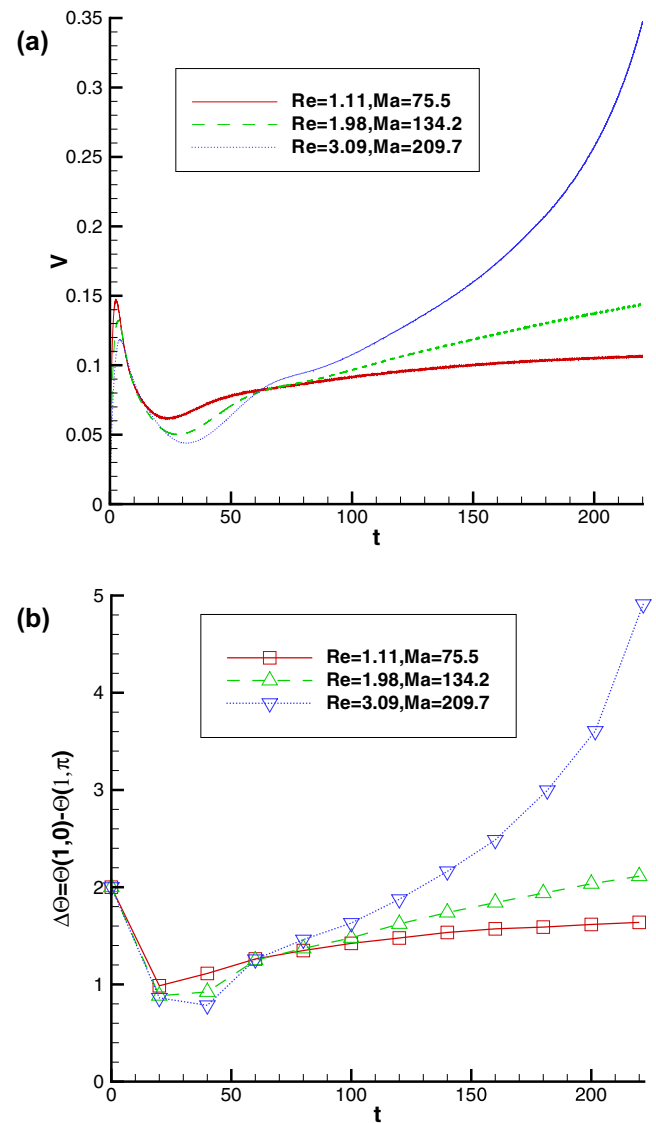 (a)
0.35
0.3
0.25
0.2
0.15
0.1
0.05
0
V
Re=1.11,Ma=75.5
Re=1.98,Ma=134.2
Re=3.09,Ma=209.7
0 50 100 150 200
t
(b)
5
4
3
2
1
0
ΔΘ=Θ(1,0)-Θ(1,π)
Re=1.11,Ma=75.5
Re=1.98,Ma=134.2
Re=3.09,Ma=209.7
0 50 100 150 200
t